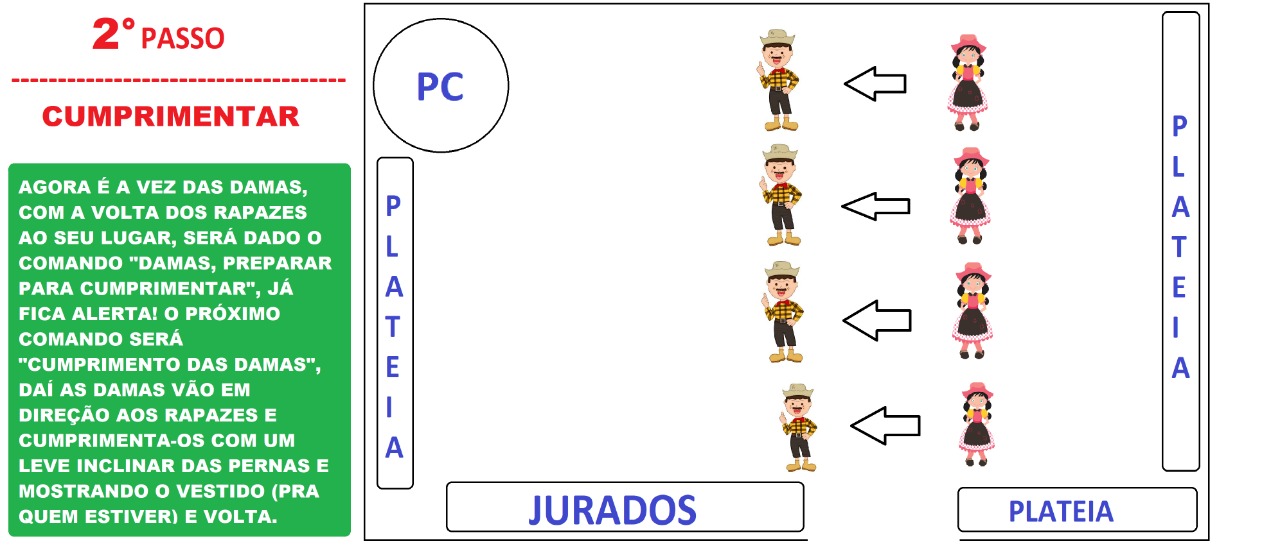 2° PASSO
CUMPRIMENTAR
AGORA É A VEZ DAS DAMAS,
COM A VOLTA DOS RAPAZES
AO SEU LUGAR, SERÁ DADO O
COMANDO "DAMAS, PREPARAR
PARA CUMPRIMENTAR", JÁ
FICA ALERTA! O PRÓXIMO
COMANDO SERÁ
"CUMPRIMENTO DAS DAMAS",
DAÍ AS DAMAS VÃO EM
DIREÇÃO AOS RAPAZES E
CUMPRIMENTA-OS COM UM
LEVE INCLINAR DAS PERNAS E
MOSTRANDO O VESTIDO (PRA
QUEM ESTIVER) E VOLTA.
PC
PLATEIA
JURADOS
PLATEIA
PLATEIA